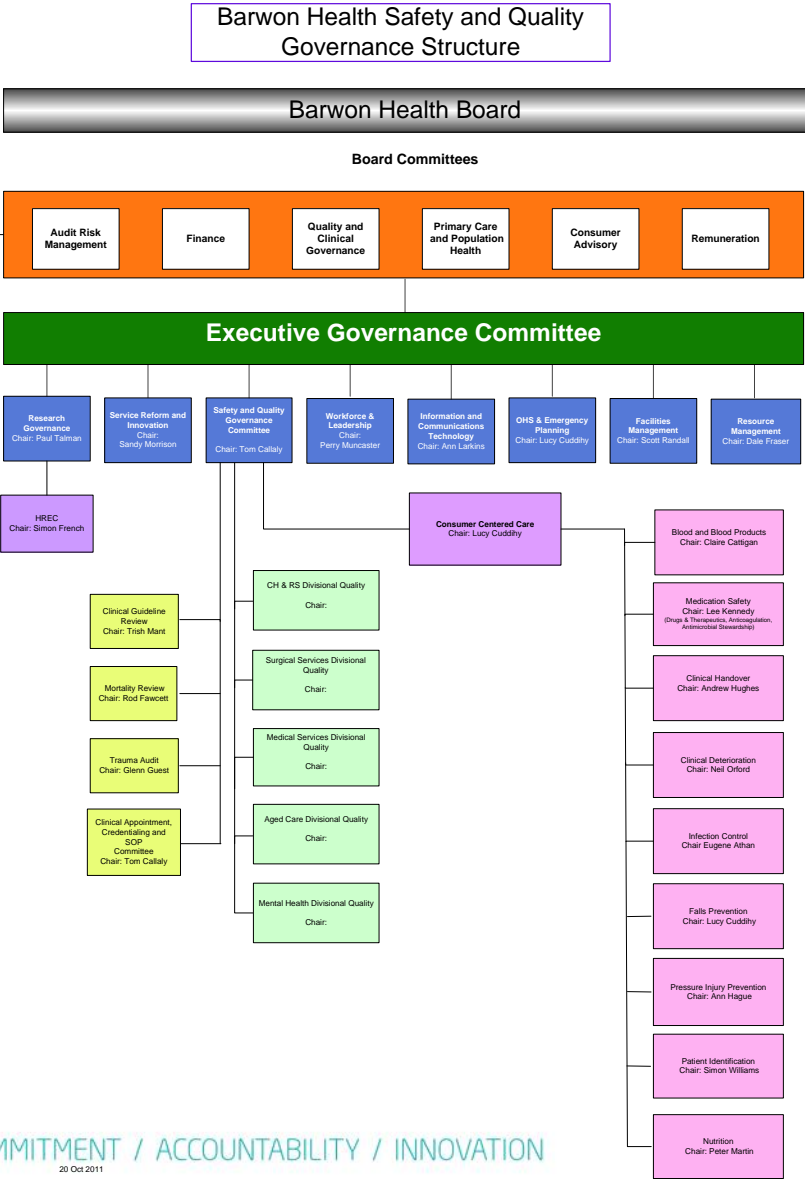 Barwon Health Safety and Quality
Governance Structure
Barwon Health Board
Board Committees
Audit Risk
Management
Finance
Quality and
Clinical
Governance
Primary Care
and Population
Health
Consumer
Advisory
Remuneration
Executive Governance Committee
Research
Governance
Chair: Paul Talman
Service Reform and
Innovation
Chair:
Sandy Morrison
Safety and Quality
Governance
Committee
Chair: Tom Callaly
Workforce &
Leadership
Chair:
Perry Muncaster
Information and
Communications
Technology
Chair: Ann Larkins
OHS & Emergency
Planning
Chair: Lucy Cuddihy
Facilities
Management
Chair: Scott Randall
Resource
Management
Chair: Dale Fraser
HREC
Chair: Simon French
Consumer Centered Care
Chair: Lucy Cuddihy
Clinical Guideline
Review
Chair: Trish Mant
Mortality Review
Chair: Rod Fawcett
Trauma Audit
Chair: Glenn Guest
Clinical Appointment,
Credentialing and
SOP
Committee
Chair: Tom Callaly
CH & RS Divisional Quality
Chair:
Surgical Services Divisional
Quality
Chair:
Medical Services Divisional
Quality
Chair:
Aged Care Divisional Quality
Chair:
Mental Health Divisional Quality
Chair:
Blood and Blood Products
Chair: Claire Cattigan
Medication Safety
Chair: Lee Kennedy
(Drugs & Therapeutics, Anticoagulation,
Antimicrobial Stewardship)
Clinical Handover
Chair: Andrew Hughes
Clinical Deterioration
Chair: Neil Orford
Infection Control
Chair Eugene Athan
Falls Prevention
Chair: Lucy Cuddihy
Pressure Injury Prevention
Chair: Ann Hague
Patient Identification
Chair: Simon Williams
Nutrition
Chair: Peter Martin
MMITMENT / ACCOUNTABILITY / INNOVATION
20 Oct 2011